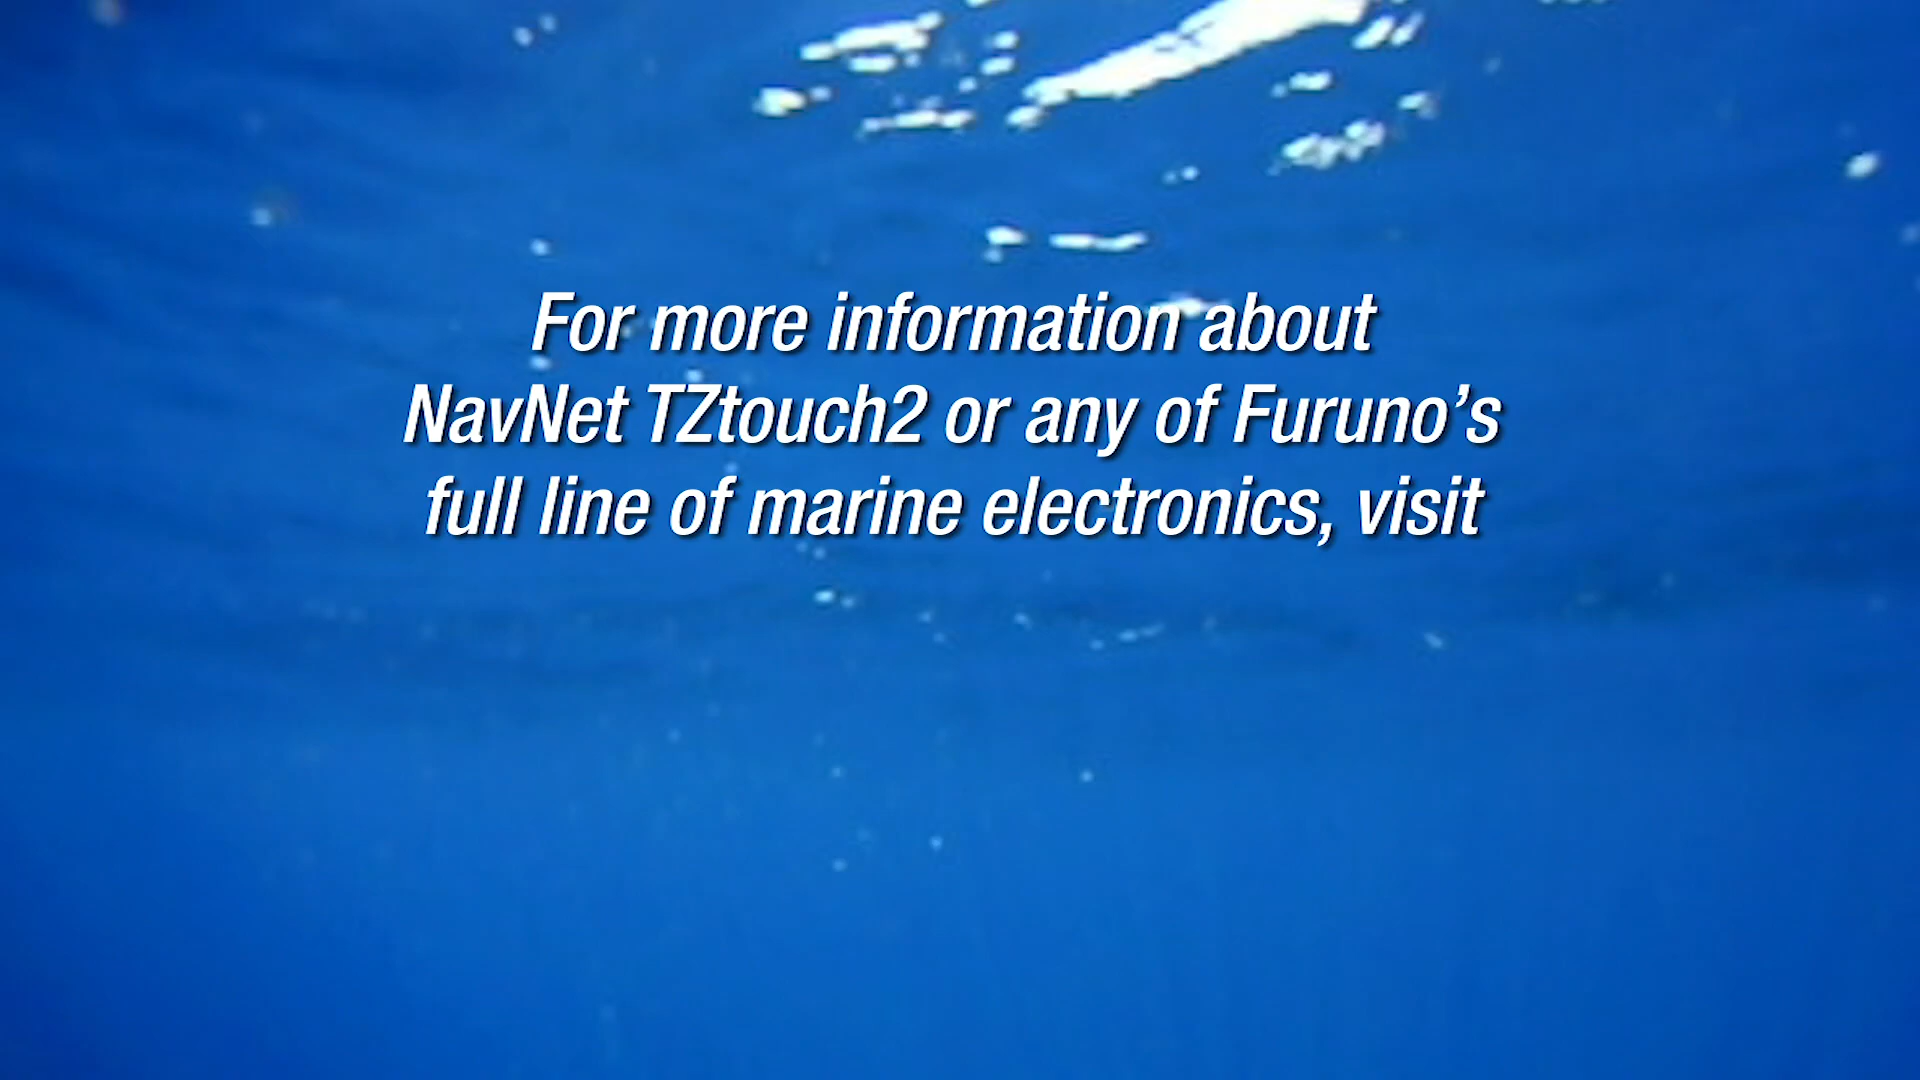 For more information about
NavNet TZtouch2 or any of Furuno’s
full line of marine electronics, visit